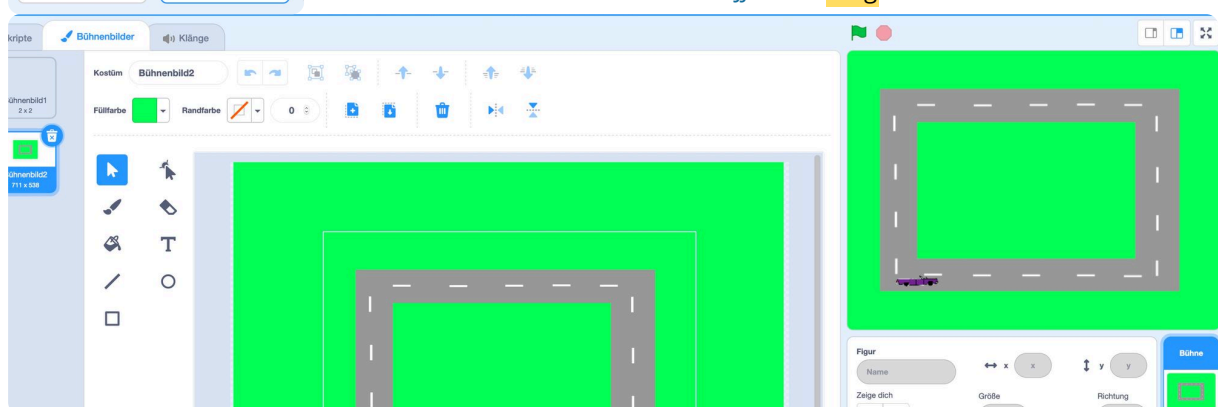 kripte Bühnenbilder Klänge
Kostüm Bühnenbild2
Füllfarbe Randfarbe 0
ühnenbild1
2 x 2
ühnenbild2
711 x 538
T
Figur
Name
x x
y y
Zeige dich Größe Richtung
Bühne